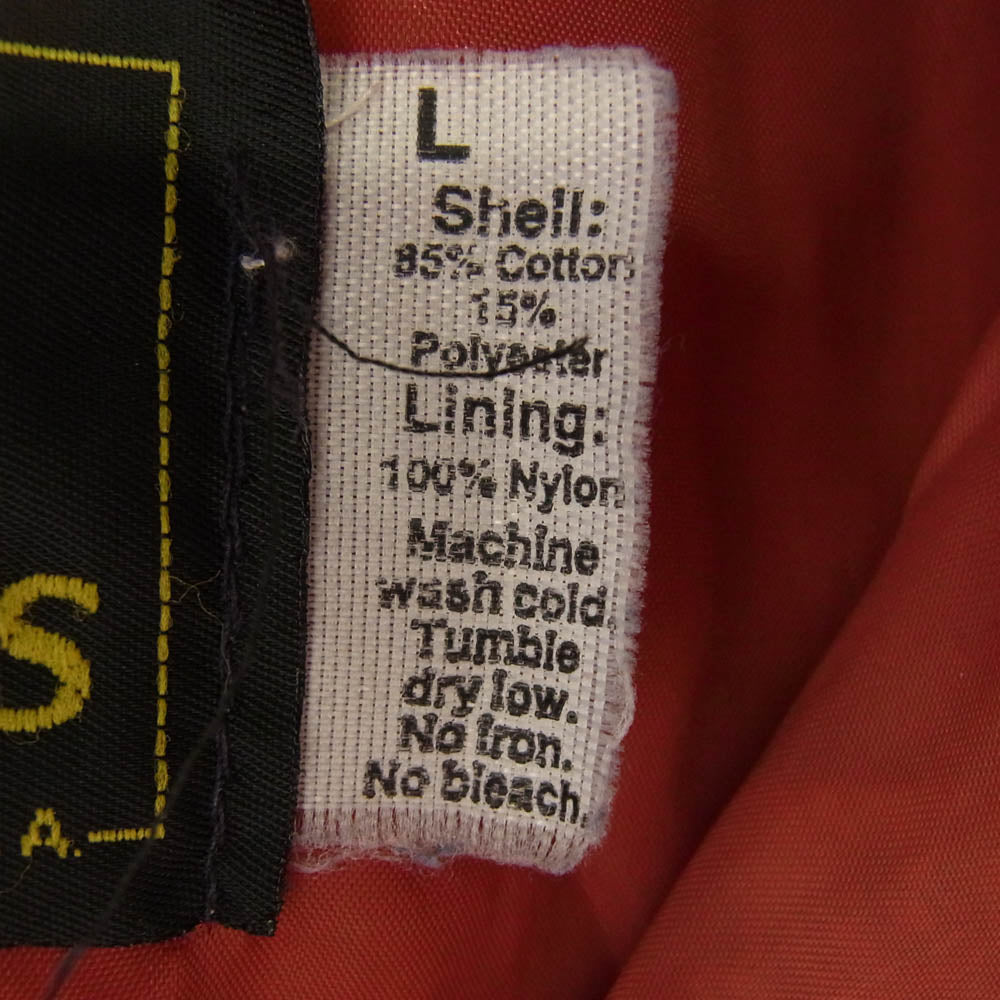 L
Shell:
85% Cotton
15%
Polyester
Lining:
100% Nylon
Machine
wash cold.
Tumble
dry low.
No iron.
No bleach.
S
A.